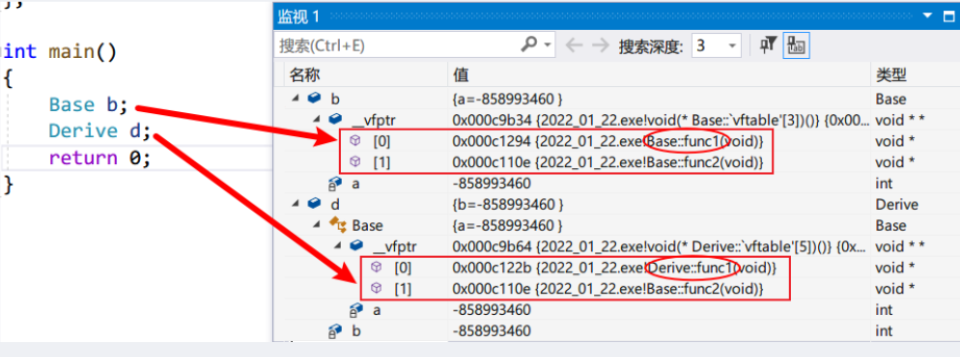 };
int main()
{
Base b;
Derive d;
return 0;
}
监视 1
搜索(Ctrl+E) 搜索深度: 3
名称 值 类型
b {a=-858993460 } Base
__vfptr 0x000c9b34 {2022_01_22.exe!void(* Base::`vftable'[3])()} {0x00... void * *
[0] 0x000c1294 {2022_01_22.exe!Base::func1(void)} void *
[1] 0x000c110e {2022_01_22.exe!Base::func2(void)} void *
a -858993460 int
d {b=-858993460 } Derive
Base {a=-858993460 } Base
__vfptr 0x000c9b64 {2022_01_22.exe!void(* Derive::`vftable'[5])()} {0x... void * *
[0] 0x000c122b {2022_01_22.exe!Derive::func1(void)} void *
[1] 0x000c110e {2022_01_22.exe!Base::func2(void)} void *
a -858993460 int
b -858993460 int